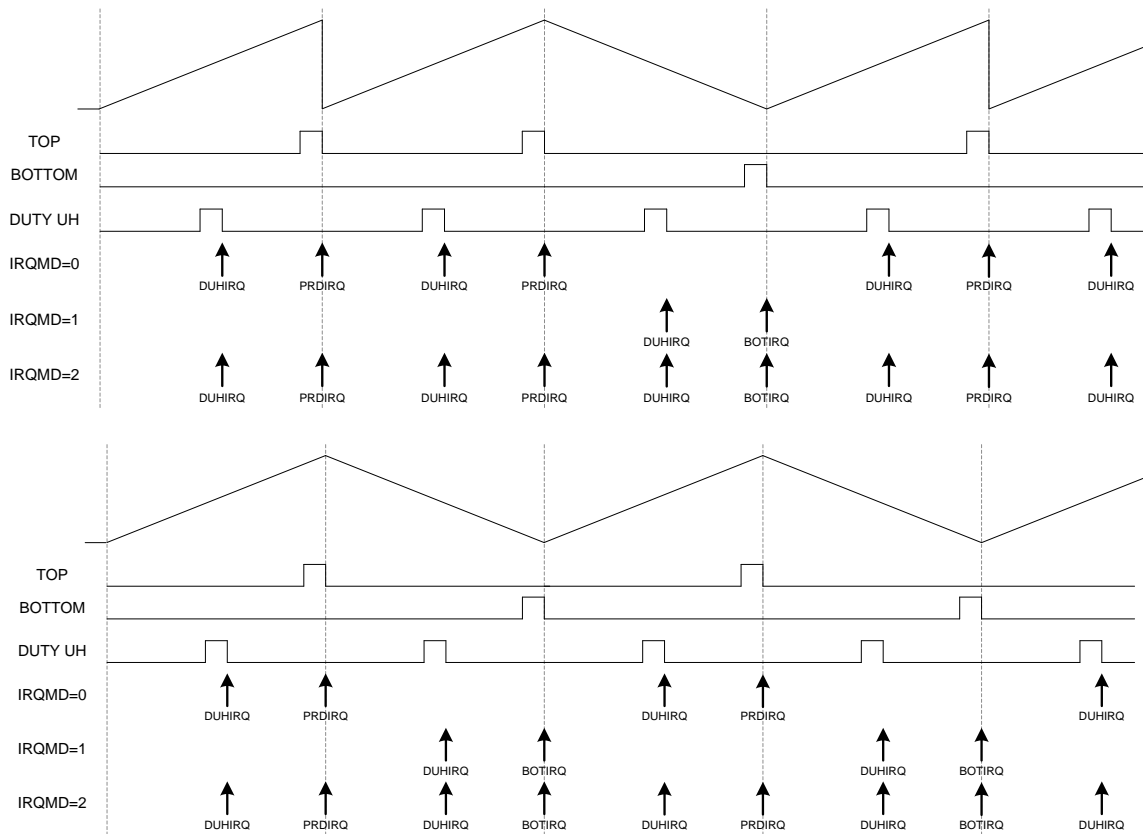 TOP
BOTTOM
DUTY UH
IRQMD=0
DUHIRQ PRDIRQ DUHIRQ PRDIRQ DUHIRQ PRDIRQ DUHIRQ
IRQMD=1
DUHIRQ BOTIRQ
IRQMD=2
DUHIRQ PRDIRQ DUHIRQ PRDIRQ DUHIRQ BOTIRQ DUHIRQ PRDIRQ DUHIRQ
TOP
BOTTOM
DUTY UH
IRQMD=0
DUHIRQ PRDIRQ DUHIRQ PRDIRQ DUHIRQ
IRQMD=1
DUHIRQ BOTIRQ DUHIRQ BOTIRQ
IRQMD=2
DUHIRQ PRDIRQ DUHIRQ BOTIRQ DUHIRQ PRDIRQ DUHIRQ BOTIRQ DUHIRQ